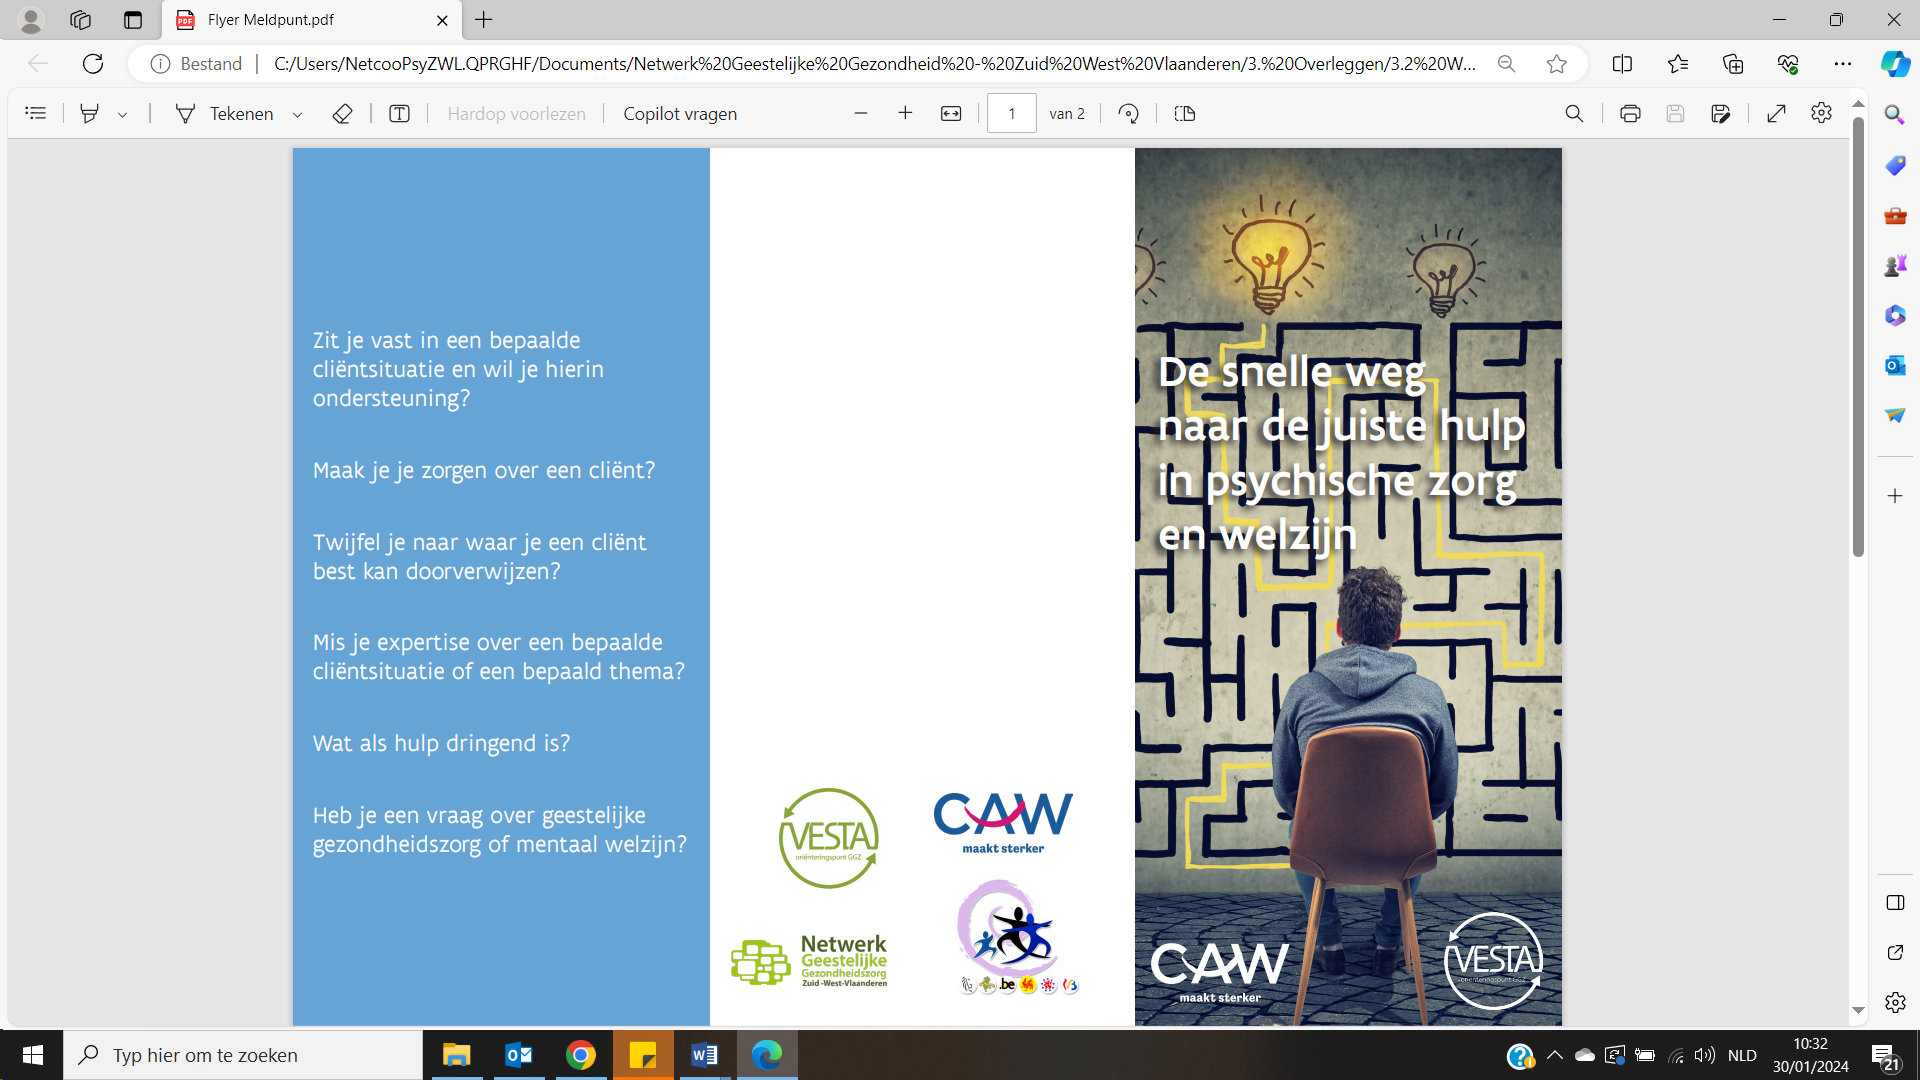 Flyer Meldpunt.pdf
Bestand
C:/Users/NetcooPsyZWL.QPRGHF/Documents/Netwerk%20Geestelijke%20Gezondheid%20-%20Zuid%20West%20Vlaanderen/3.%20Overleggen/3.2%20W...
Tekenen
Hardop voorlezen
Copilot vragen
1
van 2
Zit je vast in een bepaalde
cliëntsituatie en wil je hierin
ondersteuning?
Maak je je zorgen over een cliënt?
Twijfel je naar waar je een cliënt
best kan doorverwijzen?
Mis je expertise over een bepaalde
cliëntsituatie of een bepaald thema?
Wat als hulp dringend is?
Heb je een vraag over geestelijke
gezondheidszorg of mentaal welzijn?
VESTA
oriënteringspunt GGZ
CAW
maakt sterker
Netwerk
Geestelijke
Gezondheidszorg
Zuid -West-Vlaanderen
.be
De snelle weg
naar de juiste hulp
in psychische zorg
en welzijn
CAW
maakt sterker
VESTA
oriënteringspunt GGZ
Typ hier om te zoeken
NLD
10:32
30/01/2024
21